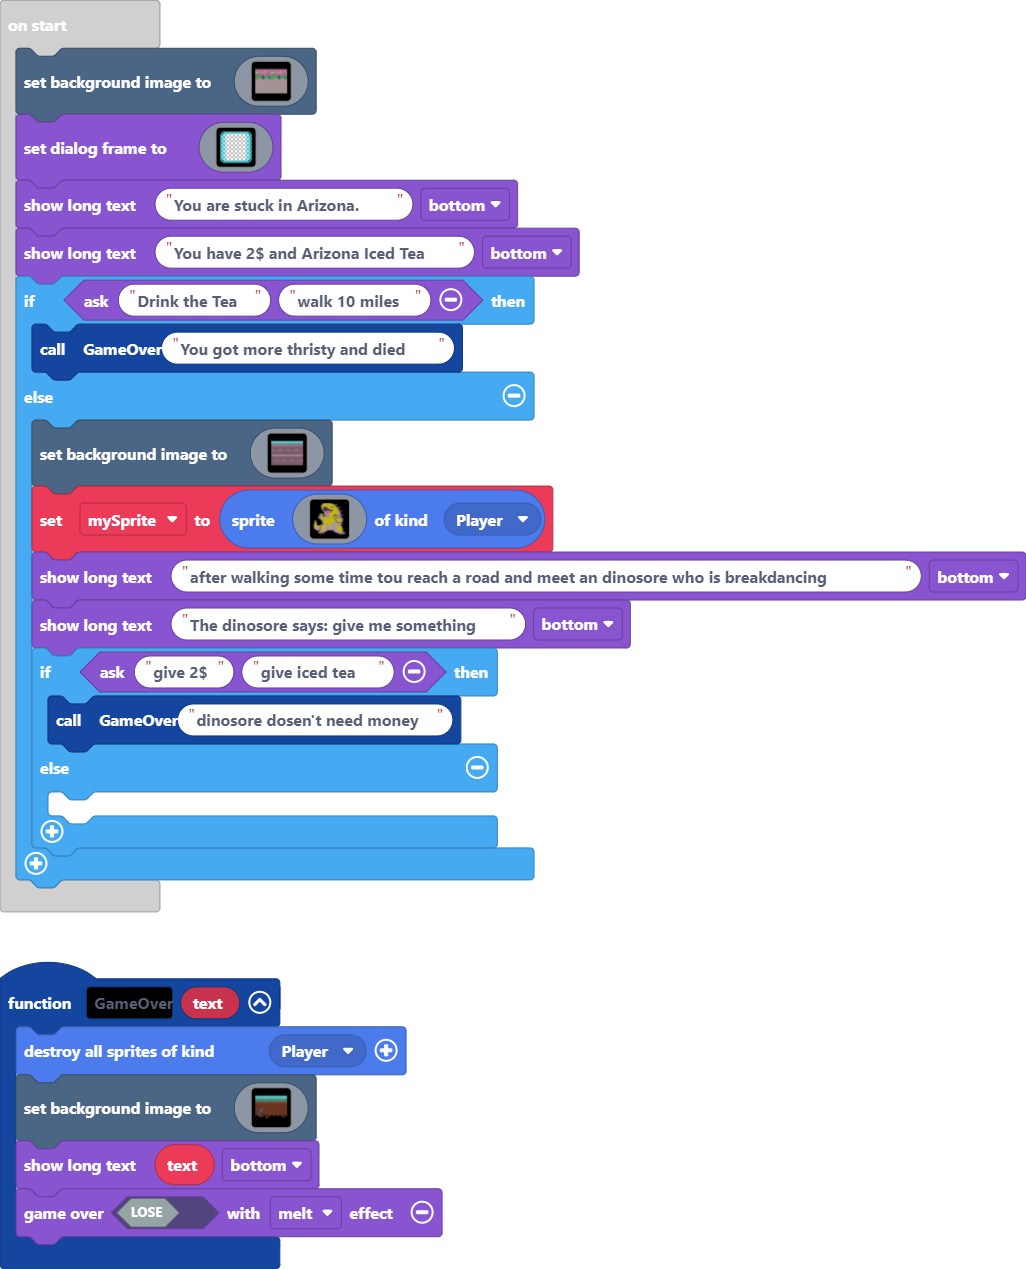 on start
set background image to
set dialog frame to
show long text "You are stuck in Arizona. " bottom
show long text "You have 2$ and Arizona Iced Tea " bottom
if ask "Drink the Tea " "walk 10 miles " then
call GameOver "You got more thristy and died "
else
set background image to
set mySprite to sprite of kind Player
show long text "after walking some time tou reach a road and meet an dinosore who is breakdancing " bottom
show long text "The dinosore says: give me something " bottom
if ask "give 2$ " "give iced tea " then
call GameOver "dinosore dosen't need money "
else
function GameOver text
destroy all sprites of kind Player
set background image to
show long text text bottom
game over LOSE with melt effect